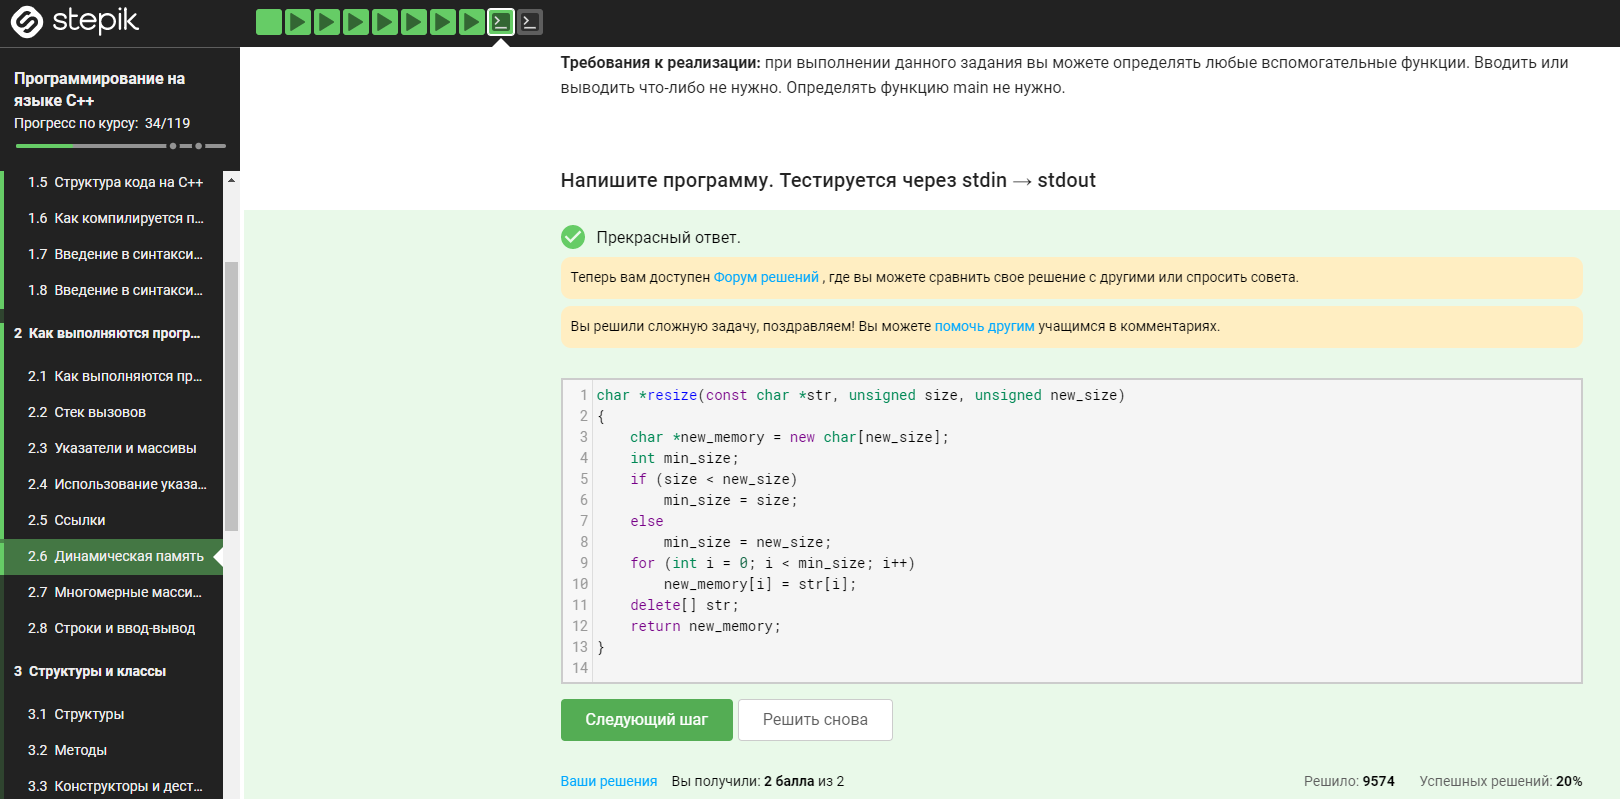 stepik
Программирование на
языке C++
Прогресс по курсу: 34/119
1.5 Структура кода на C++
1.6 Как компилируется п...
1.7 Введение в синтакси...
1.8 Введение в синтакси...
2 Как выполняются прогр...
2.1 Как выполняются пр...
2.2 Стек вызовов
2.3 Указатели и массивы
2.4 Использование указа...
2.5 Ссылки
2.6 Динамическая память
2.7 Многомерные масси...
2.8 Строки и ввод-вывод
3 Структуры и классы
3.1 Структуры
3.2 Методы
3.3 Конструкторы и дест...
Требования к реализации: при выполнении данного задания вы можете определять любые вспомогательные функции. Вводить или
выводить что-либо не нужно. Определять функцию main не нужно.
Напишите программу. Тестируется через stdin → stdout
Прекрасный ответ.
Теперь вам доступен Форум решений , где вы можете сравнить свое решение с другими или спросить совета.
Вы решили сложную задачу, поздравляем! Вы можете помочь другим учащимся в комментариях.
1 char *resize(const char *str, unsigned size, unsigned new_size)
2 {
3     char *new_memory = new char[new_size];
4     int min_size;
5     if (size < new_size)
6         min_size = size;
7     else
8         min_size = new_size;
9     for (int i = 0; i < min_size; i++)
10         new_memory[i] = str[i];
11     delete[] str;
12     return new_memory;
13 }
14
Следующий шаг Решить снова
Ваши решения Вы получили: 2 балла из 2 Решило: 9574 Успешных решений: 20%